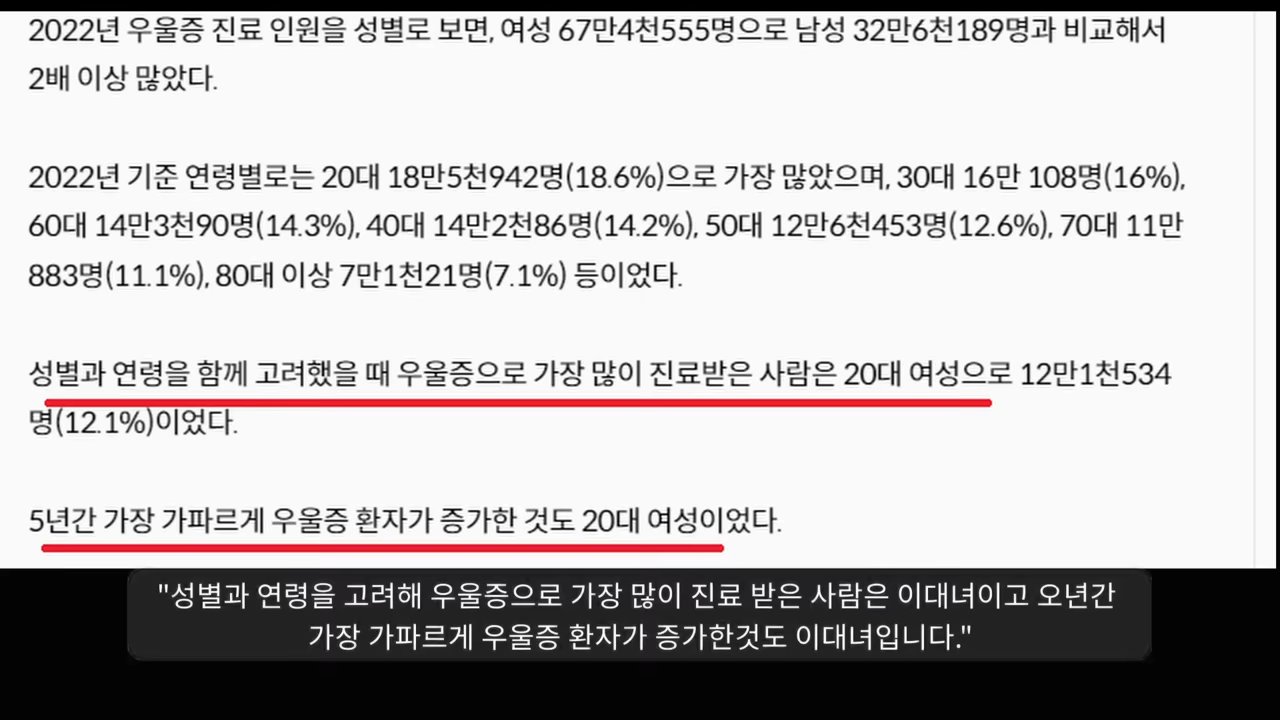 2022년 우울증 진료 인원을 성별로 보면, 여성 67만4천555명으로 남성 32만6천189명과 비교해서
2배 이상 많았다.
2022년 기준 연령별로는 20대 18만5천942명(18.6%)으로 가장 많았으며, 30대 16만 108명(16%),
60대 14만3천90명(14.3%), 40대 14만2천86명(14.2%), 50대 12만6천453명(12.6%), 70대 11만
883명(11.1%), 80대 이상 7만1천21명(7.1%) 등이었다.
성별과 연령을 함께 고려했을 때 우울증으로 가장 많이 진료받은 사람은 20대 여성으로 12만1천534
명(12.1%)이었다.
5년간 가장 가파르게 우울증 환자가 증가한 것도 20대 여성이었다.
"성별과 연령을 고려해 우울증으로 가장 많이 진료 받은 사람은 이대녀이고 오년간
가장 가파르게 우울증 환자가 증가한것도 이대녀입니다."